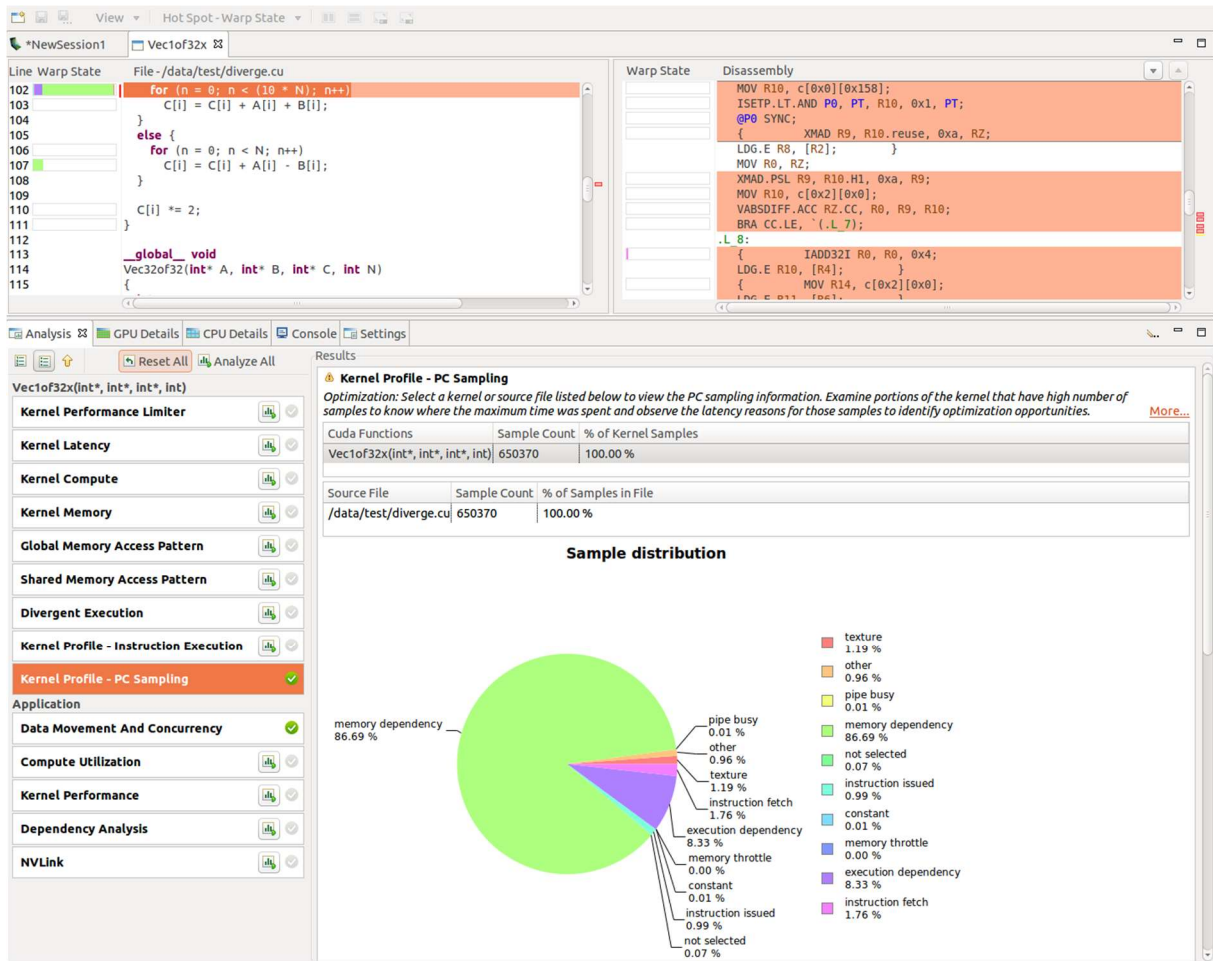 View Hot Spot - Warp State
*NewSession1 Vec1of32x
Line Warp State File - /data/test/diverge.cu
102 for (n = 0; n < (10 * N); n++)
103 C[i] = C[i] + A[i] + B[i];
104 }
105 else {
106 for (n = 0; n < N; n++)
107 C[i] = C[i] + A[i] - B[i];
108 }
109
110 C[i] *= 2;
111 }
112
113 __global__ void
114 Vec32of32(int* A, int* B, int* C, int N)
115 {
Warp State Disassembly
MOV R10, c[0x0][0x158];
ISETP.LT.AND P0, PT, R10, 0x1, PT;
@P0 SYNC;
{ XMAD R9, R10.reuse, 0xa, RZ;
LDG.E R8, [R2]; }
MOV R0, RZ;
XMAD.PSL R9, R10.H1, 0xa, R9;
MOV R10, c[0x2][0x0];
VABSDIFF.ACC RZ.CC, R0, R9, R10;
BRA CC.LE, `(.L_7);
.L_8:
{ IADD32I R0, R0, 0x4;
LDG.E R10, [R4]; }
{ MOV R14, c[0x2][0x0];
LDG.E R11, [R6]; }
Analysis GPU Details CPU Details Console Settings
Reset All Analyze All
Vec1of32x(int*, int*, int*, int)
Kernel Performance Limiter
Kernel Latency
Kernel Compute
Kernel Memory
Global Memory Access Pattern
Shared Memory Access Pattern
Divergent Execution
Kernel Profile - Instruction Execution
Kernel Profile - PC Sampling
Application
Data Movement And Concurrency
Compute Utilization
Kernel Performance
Dependency Analysis
NVLink
Results
Kernel Profile - PC Sampling
Optimization: Select a kernel or source file listed below to view the PC sampling information. Examine portions of the kernel that have high number of
samples to know where the maximum time was spent and observe the latency reasons for those samples to identify optimization opportunities. More...
Cuda Functions Sample Count % of Kernel Samples
Vec1of32x(int*, int*, int*, int) 650370 100.00 %
Source File Sample Count % of Samples in File
/data/test/diverge.cu 650370 100.00 %
Sample distribution
memory dependency
86.69 %
pipe busy
0.01 %
other
0.96 %
texture
1.19 %
instruction fetch
1.76 %
execution dependency
8.33 %
memory throttle
0.00 %
constant
0.01 %
instruction issued
0.99 %
not selected
0.07 %
texture
1.19 %
other
0.96 %
pipe busy
0.01 %
memory dependency
86.69 %
not selected
0.07 %
instruction issued
0.99 %
constant
0.01 %
memory throttle
0.00 %
execution dependency
8.33 %
instruction fetch
1.76 %